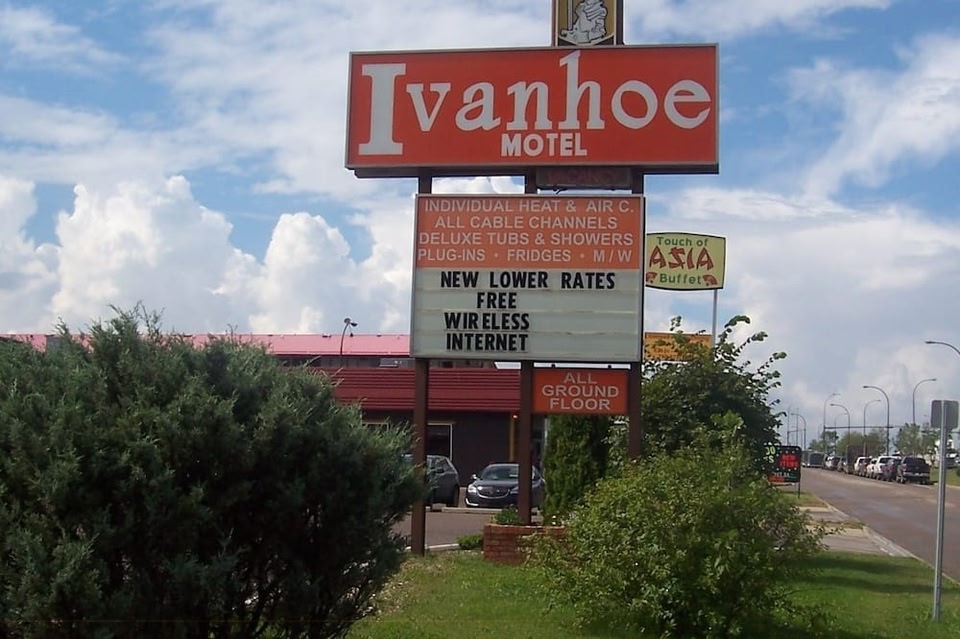 Ivanhoe
MOTEL
INDIVIDUAL HEAT & AIR C.
ALL CABLE CHANNELS
DELUXE TUBS & SHOWERS
PLUG-INS • FRIDGES • M/W
NEW LOWER RATES
FREE
WIRELESS
INTERNET
ALL
GROUND
FLOOR
Touch of
ASIA
Buffet